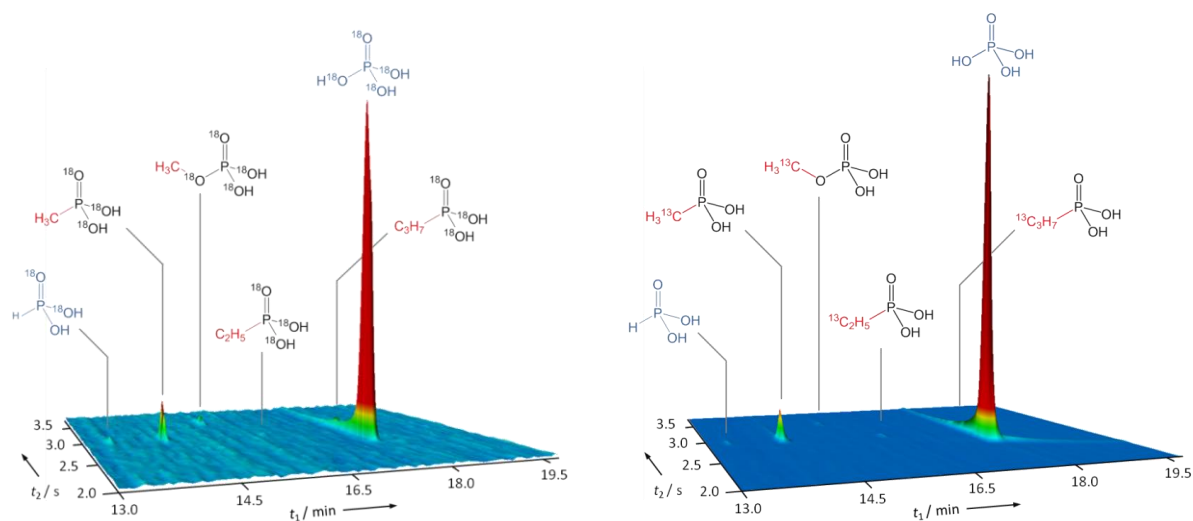 ¹⁸O
P
H¹⁸O ¹⁸OH
¹⁸OH
¹⁸O
H₃C P ¹⁸OH
¹⁸O ¹⁸OH
¹⁸O
P ¹⁸OH
H₃C ¹⁸OH
¹⁸O
P ¹⁸OH
C₃H₇ ¹⁸OH
¹⁸O
P ¹⁸OH
H OH
¹⁸O
P ¹⁸OH
C₂H₅ ¹⁸OH
3.5
3.0
2.5
2.0
t₂ / s
13.0
14.5
16.5
18.0
19.5
t₁ / min
O
P
HO OH
OH
O
H₃¹³C P OH
O OH
O
P OH
H₃¹³C OH
O
¹³C₃H₇ P OH
OH
O
P OH
H OH
O
P OH
¹³C₂H₅ OH
3.5
3.0
2.5
2.0
t₂ / s
13.0
14.5
16.5
18.0
19.5
t₁ / min